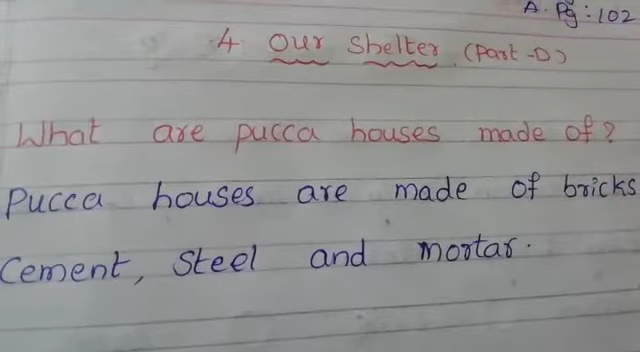 A. Pg: 102
4 Our Shelter (Part-D)
What are pucca houses made of?
Pucca houses are made of bricks
Cement, Steel and mortar.